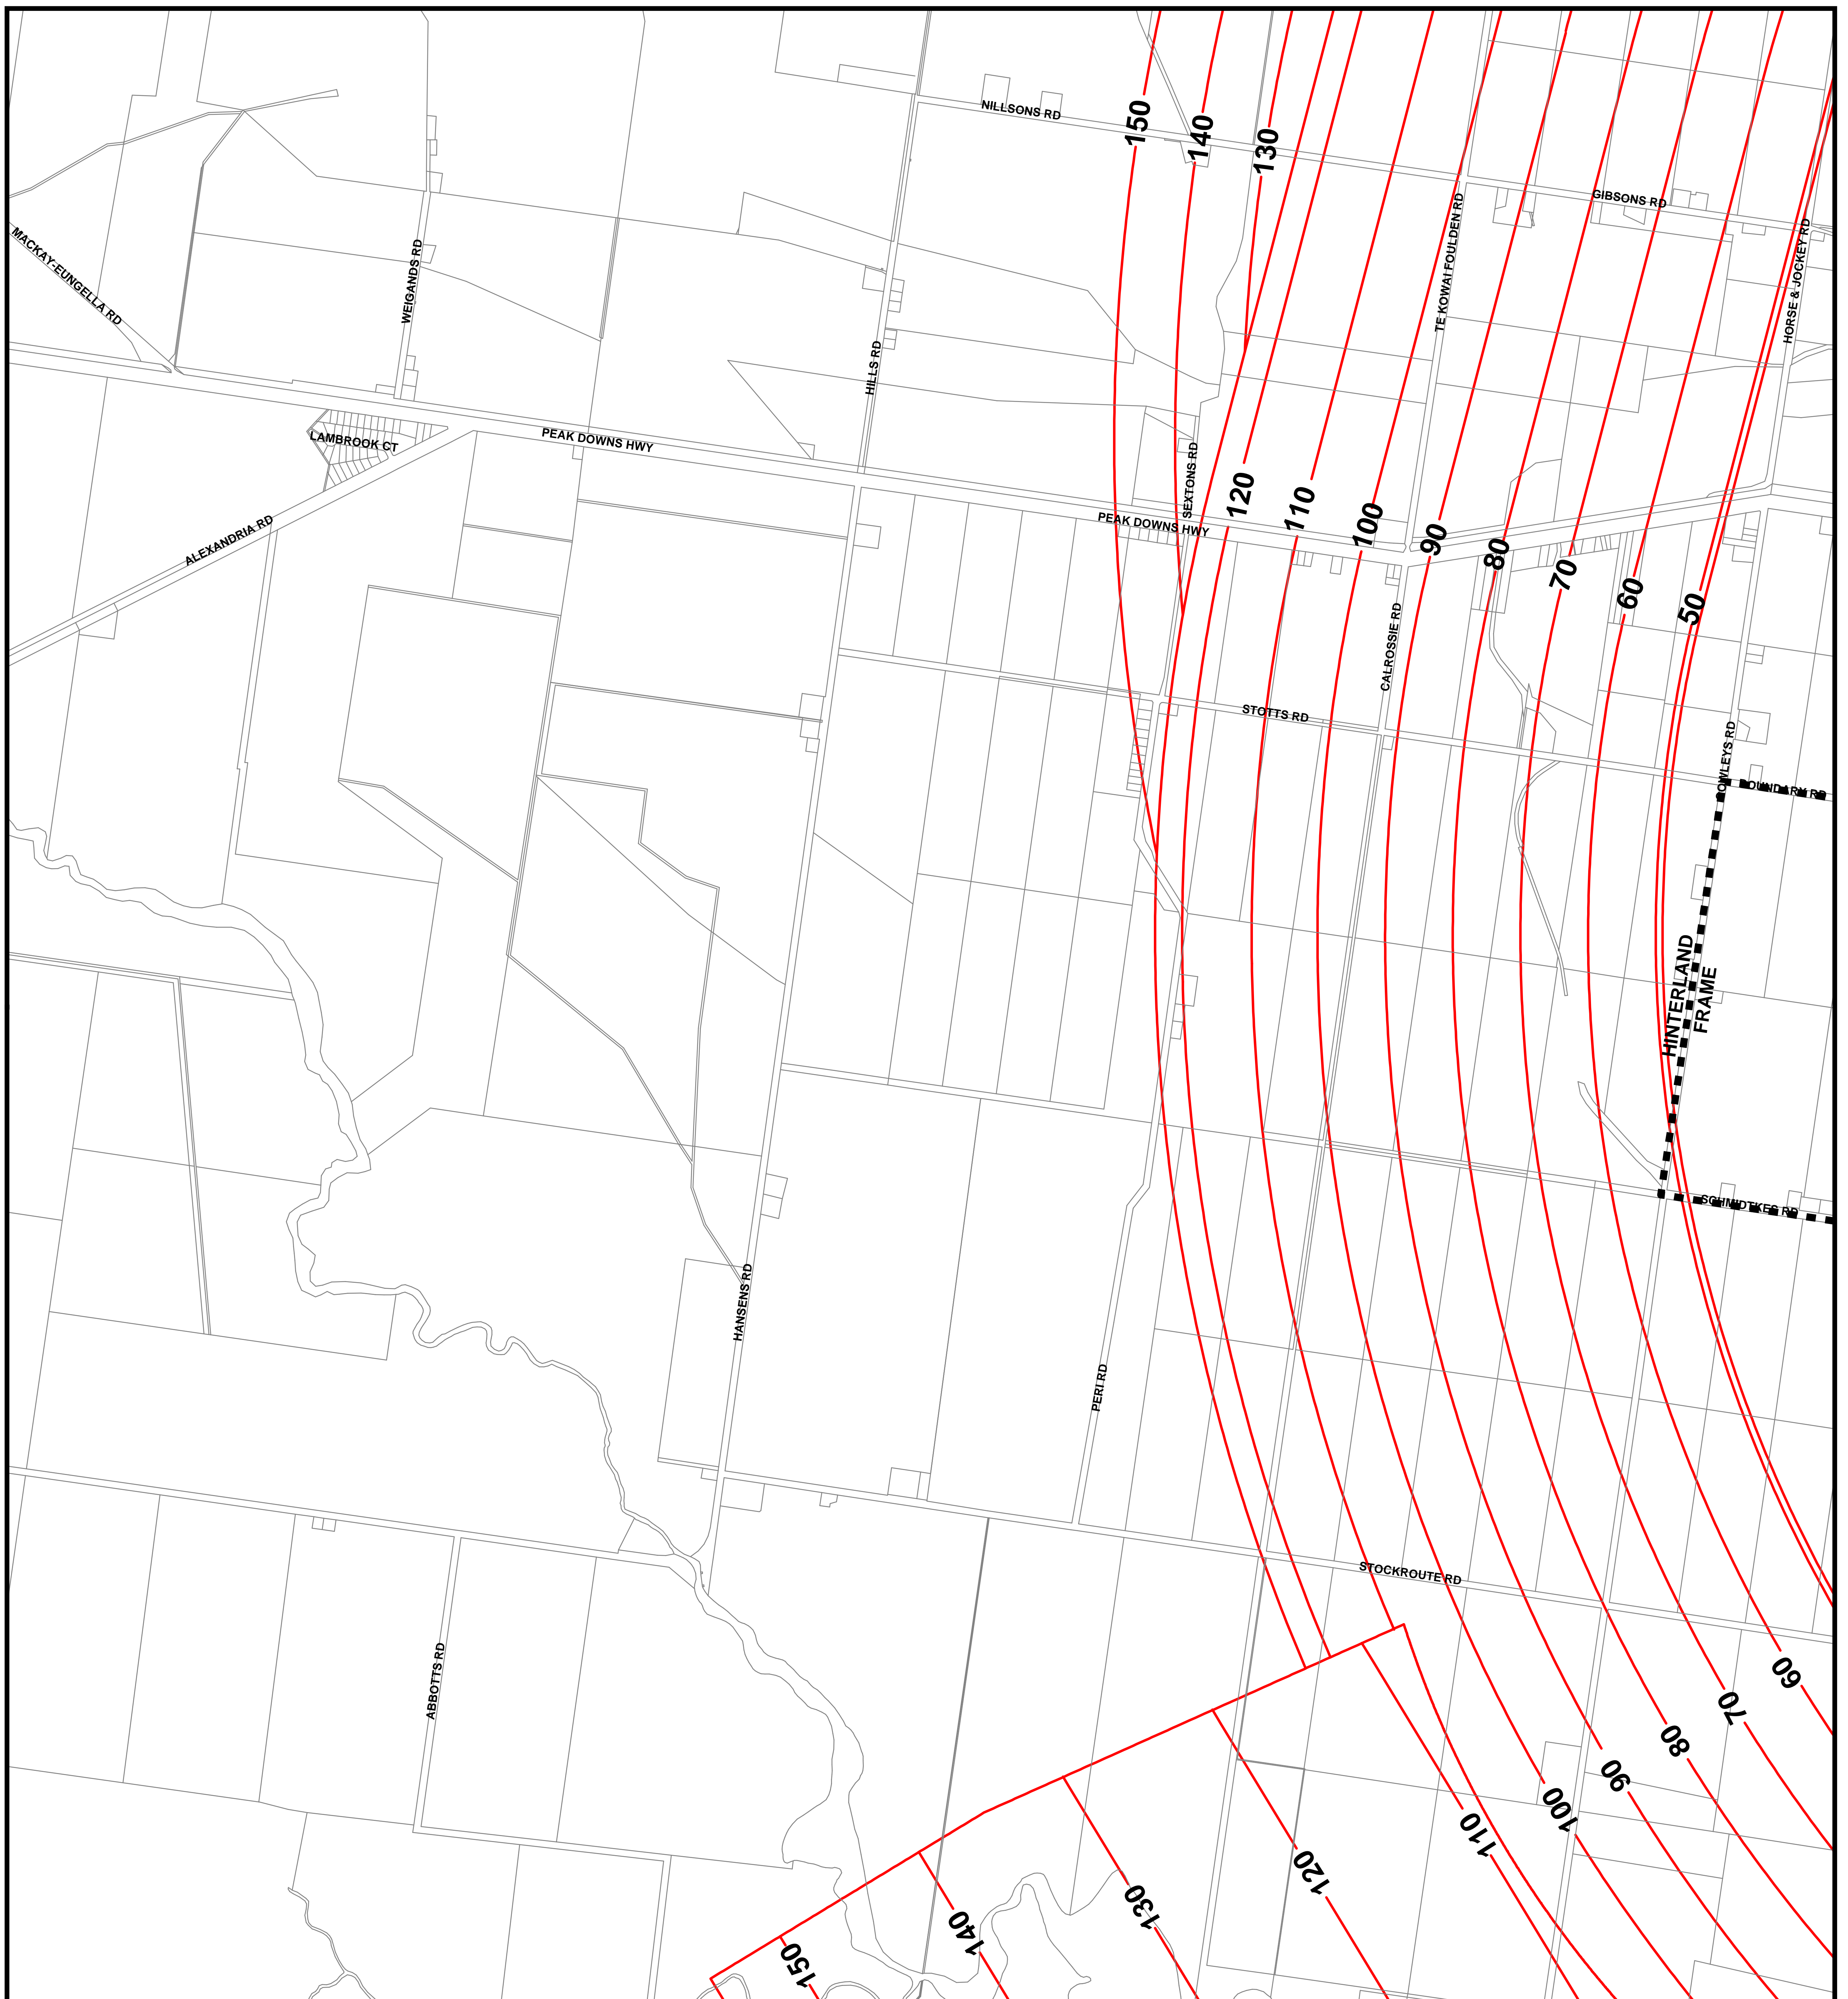 NILLSONS RD
150
140
130
GIBSONS RD
TE KOWAI FOULDEN RD
HORSE & JOCKEY RD
MACKAY-EUNGELLA RD
WEIGANDS RD
HILLS RD
LAMBROOK CT
PEAK DOWNS HWY
SEXTONS RD
120
110
100
90
80
70
60
50
PEAK DOWNS HWY
ALEXANDRIA RD
CALROSSIE RD
STOTTS RD
COWLEYS RD
BOUNDARY RD
HINTERLAND
FRAME
SCHMIDTKES RD
HANSENS RD
PERI RD
STOCKROUTE RD
ABBOTTS RD
60
70
80
90
100
110
120
130
140
150